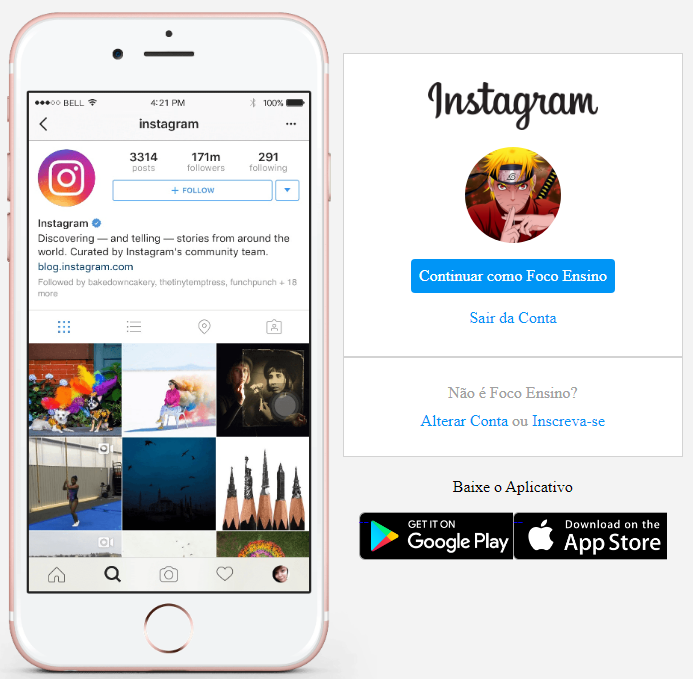 BELL 4:21 PM 100%
instagram
3314 171m 291
posts followers following
+ FOLLOW
Instagram
Discovering — and telling — stories from around the
world. Curated by Instagram's community team.
blog.instagram.com
Followed by bakedowncakery, thetinytemptress, funchpunch + 18
more
Instagram
Continuar como Foco Ensino
Sair da Conta
Não é Foco Ensino?
Alterar Conta ou Inscreva-se
Baixe o Aplicativo
GET IT ON
Google Play
Download on the
App Store